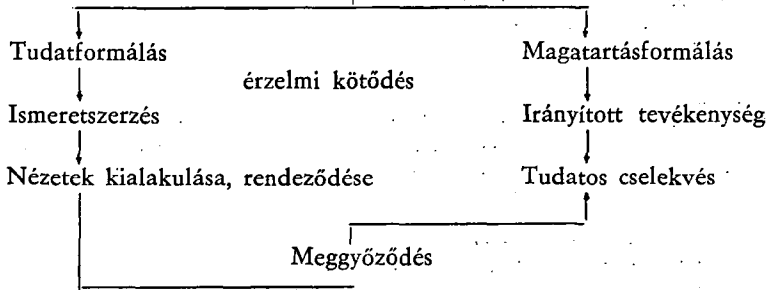 Tudatformálás Magatartásformálás
érzelmi kötődés
Ismeretszerzés Irányított tevékenység
Nézetek kialakulása, rendeződése Tudatos cselekvés
Meggyőződés